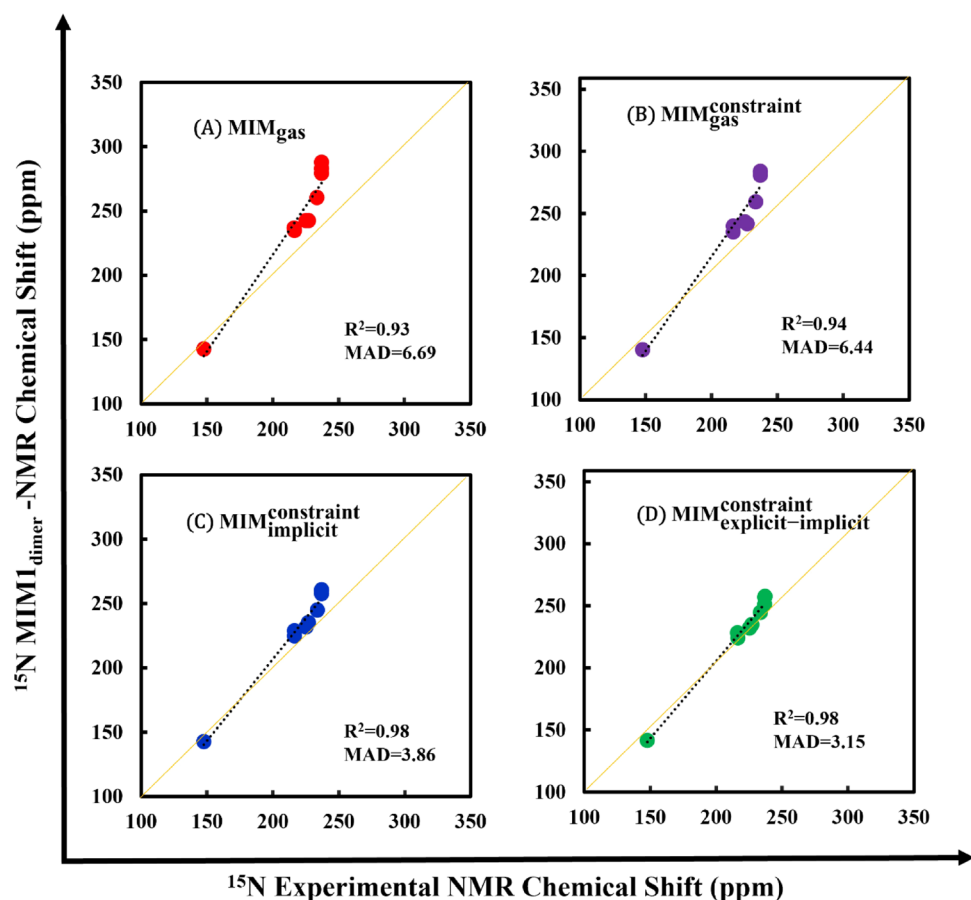 ¹⁵N MIM1dimer -NMR Chemical Shift (ppm)
350
300
250
200
150
100
(A) MIMgas
R²=0.93
MAD=6.69
100 150 200 250 300 350
350
300
250
200
150
100
(B) MIMgasconstraint
R²=0.94
MAD=6.44
100 150 200 250 300 350
350
300
250
200
150
100
(C) MIMimplicitconstraint
R²=0.98
MAD=3.86
100 150 200 250 300 350
350
300
250
200
150
100
(D) MIMexplicit−implicitconstraint
R²=0.98
MAD=3.15
100 150 200 250 300 350
¹⁵N Experimental NMR Chemical Shift (ppm)